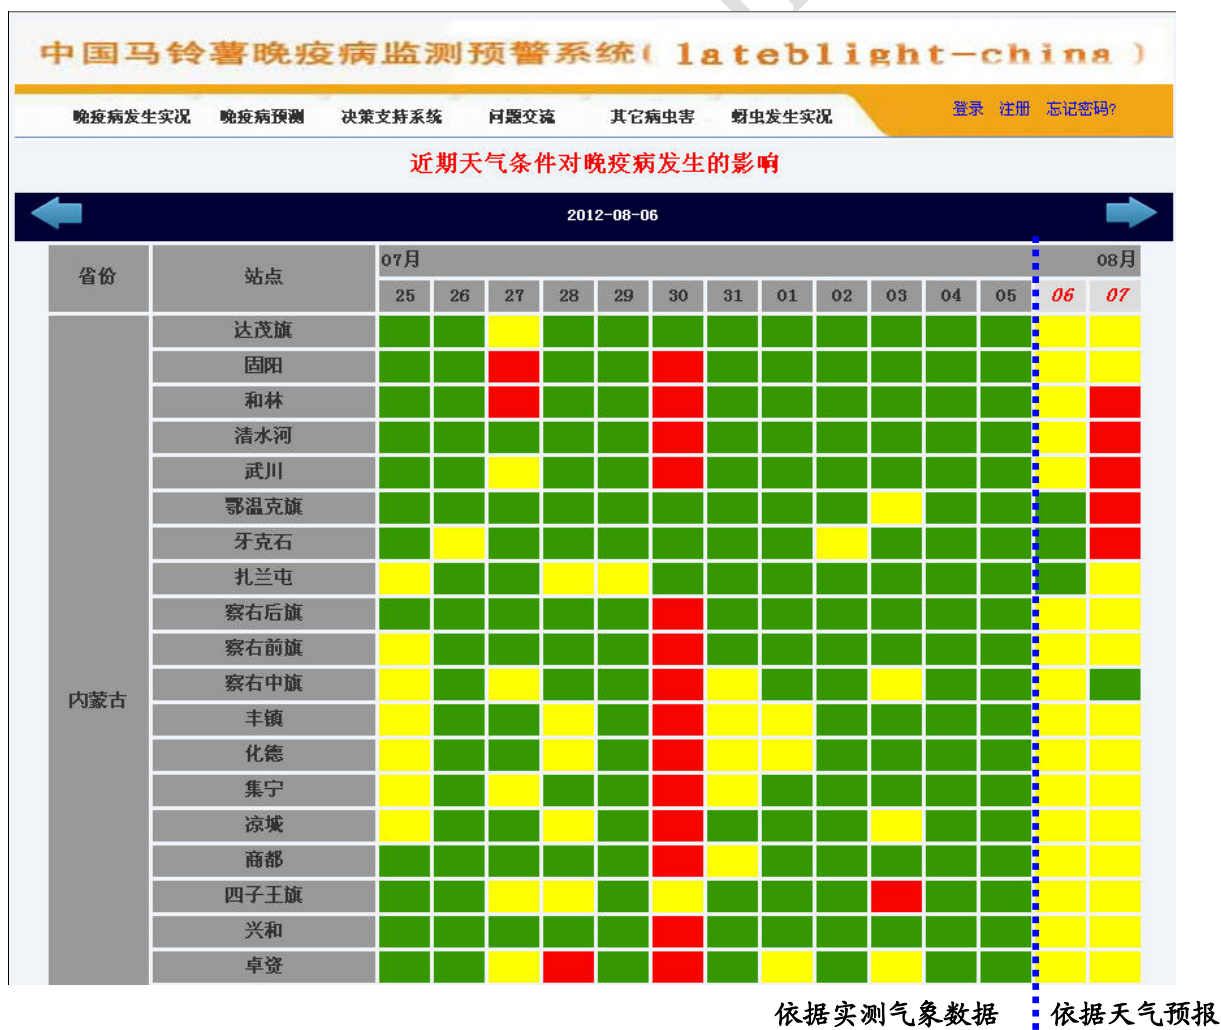 中国马铃薯晚疫病监测预警系统( lateblight-china )
晚疫病发生实况 晚疫病预测 决策支持系统 问题交流 其它病虫害 蚜虫发生实况 登录 注册 忘记密码?
近期天气条件对晚疫病发生的影响
2012-08-06
省份 站点 07月 08月
25 26 27 28 29 30 31 01 02 03 04 05 06 07
达茂旗
固阳
和林
清水河
武川
鄂温克旗
牙克石
扎兰屯
察右后旗
察右前旗
察右中旗
内蒙古
丰镇
化德
集宁
凉城
商都
四子王旗
兴和
卓资
依据实测气象数据 依据天气预报